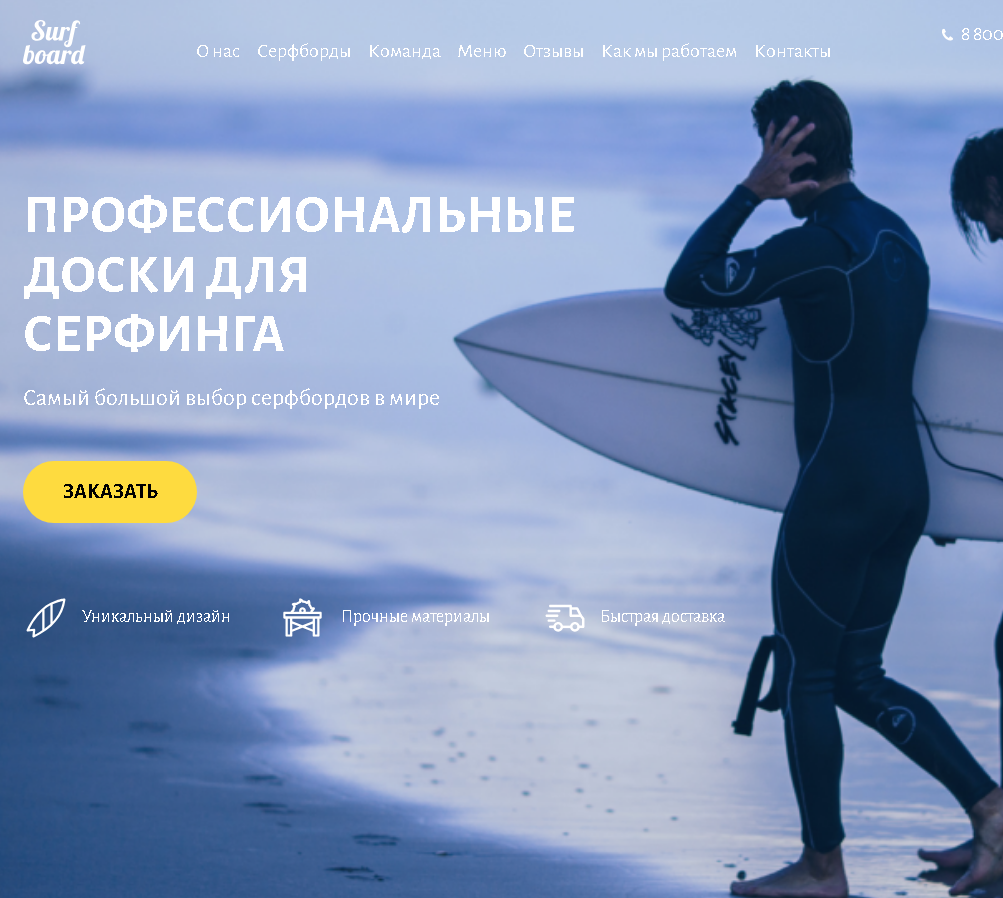 Surf
board
О нас Серфборды Команда Меню Отзывы Как мы работаем Контакты
8 800
ПРОФЕССИОНАЛЬНЫЕ
ДОСКИ ДЛЯ
СЕРФИНГА
Самый большой выбор серфбордов в мире
STACEY
ЗАКАЗАТЬ
Уникальный дизайн Прочные материалы Быстрая доставка